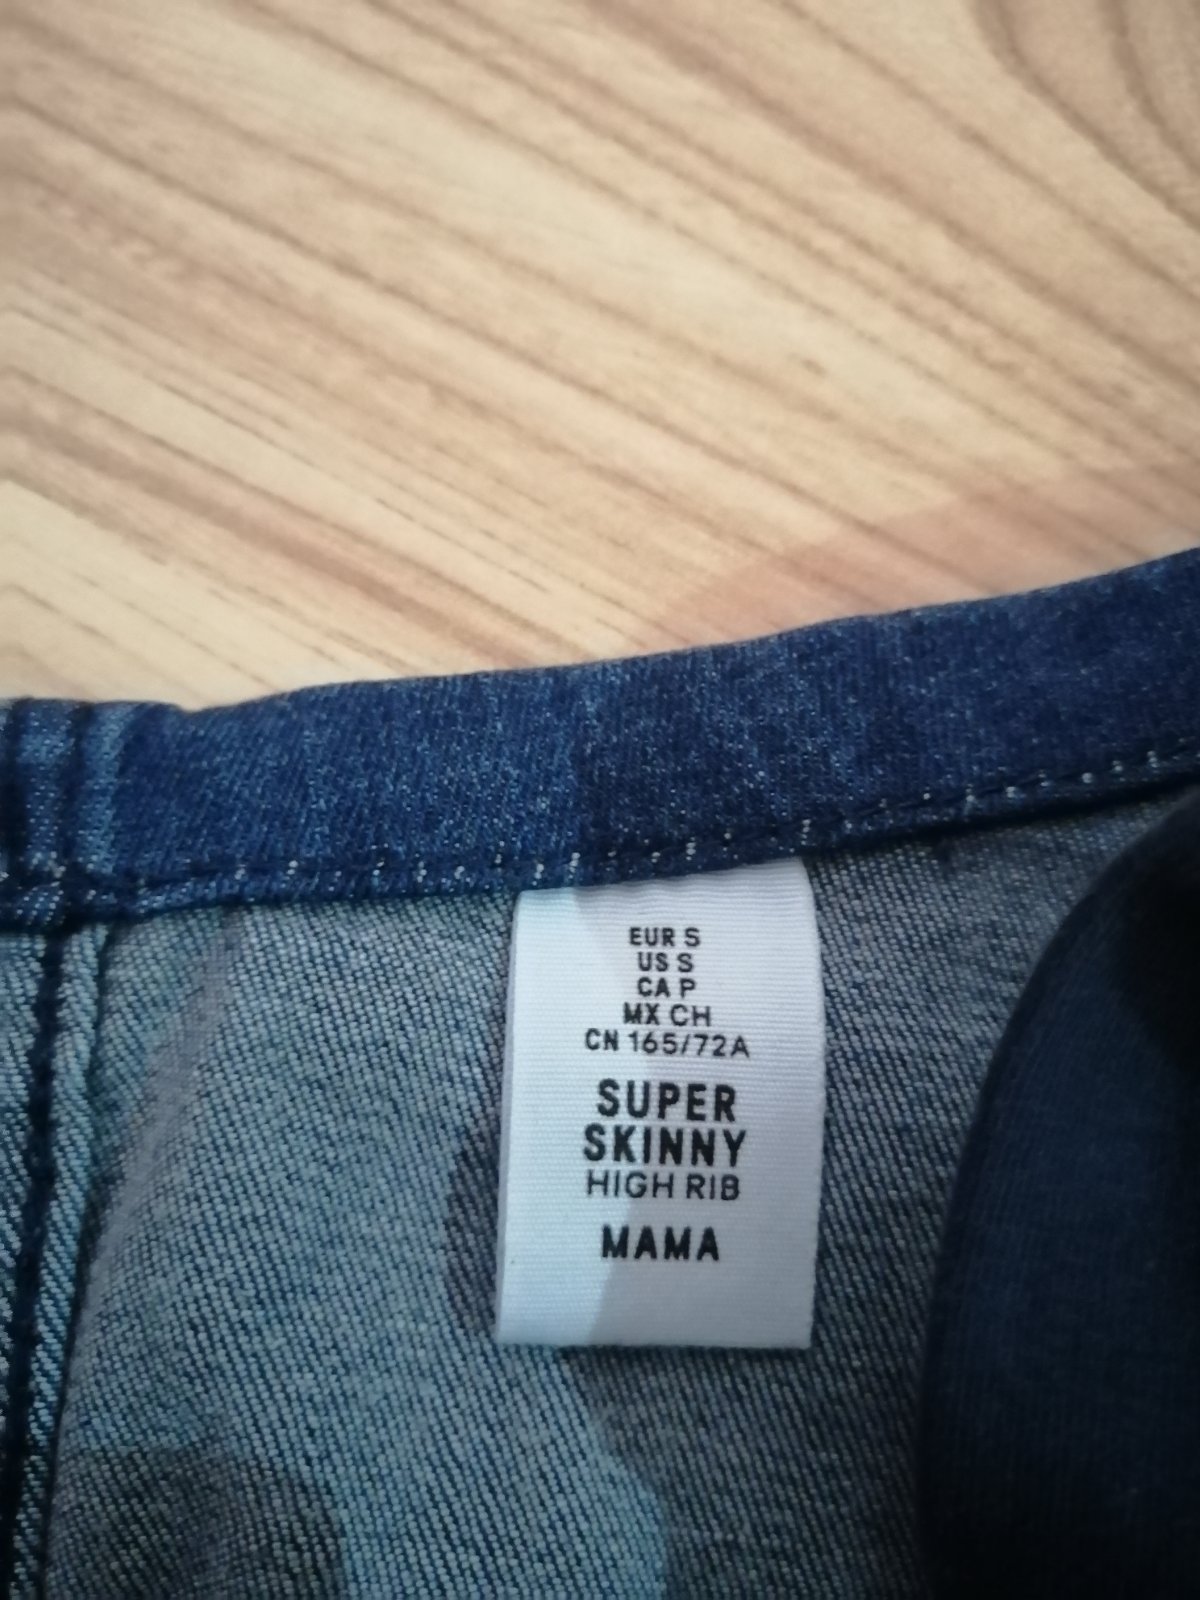 EUR S
US S
CA P
MX CH
CN 165/72A
SUPER
SKINNY
HIGH RIB
MAMA